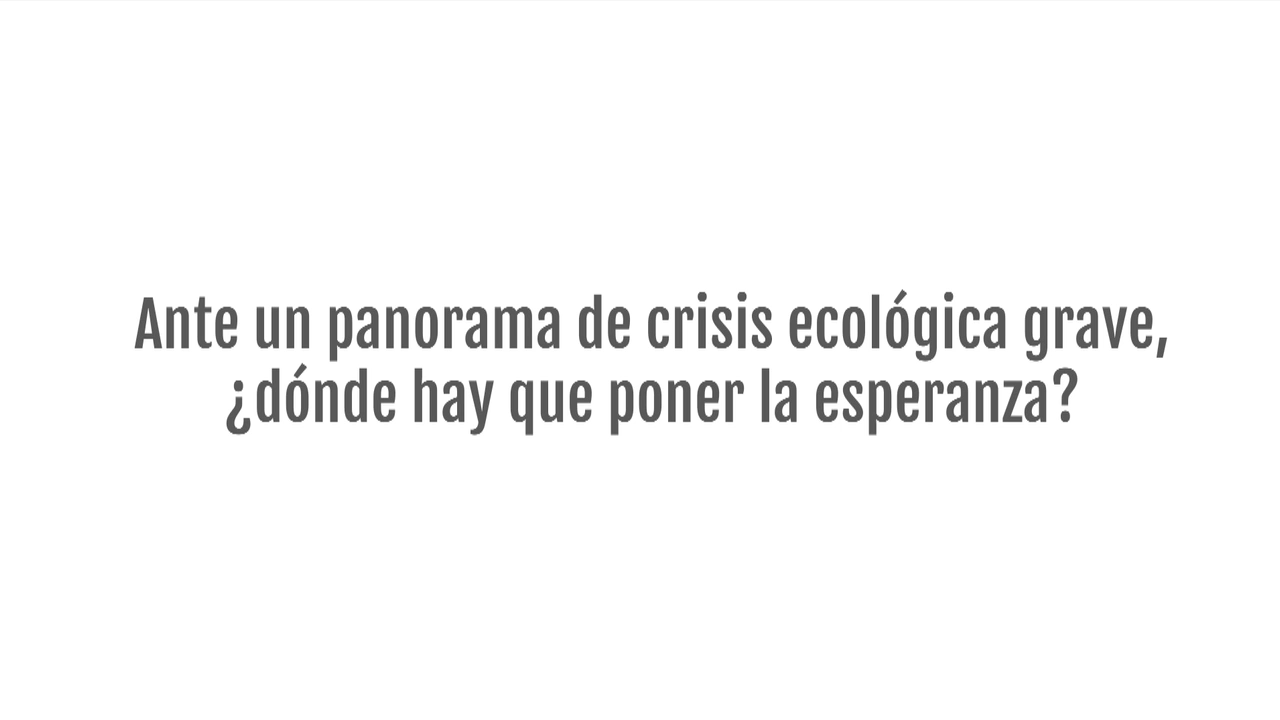 Ante un panorama de crisis ecológica grave,
¿dónde hay que poner la esperanza?